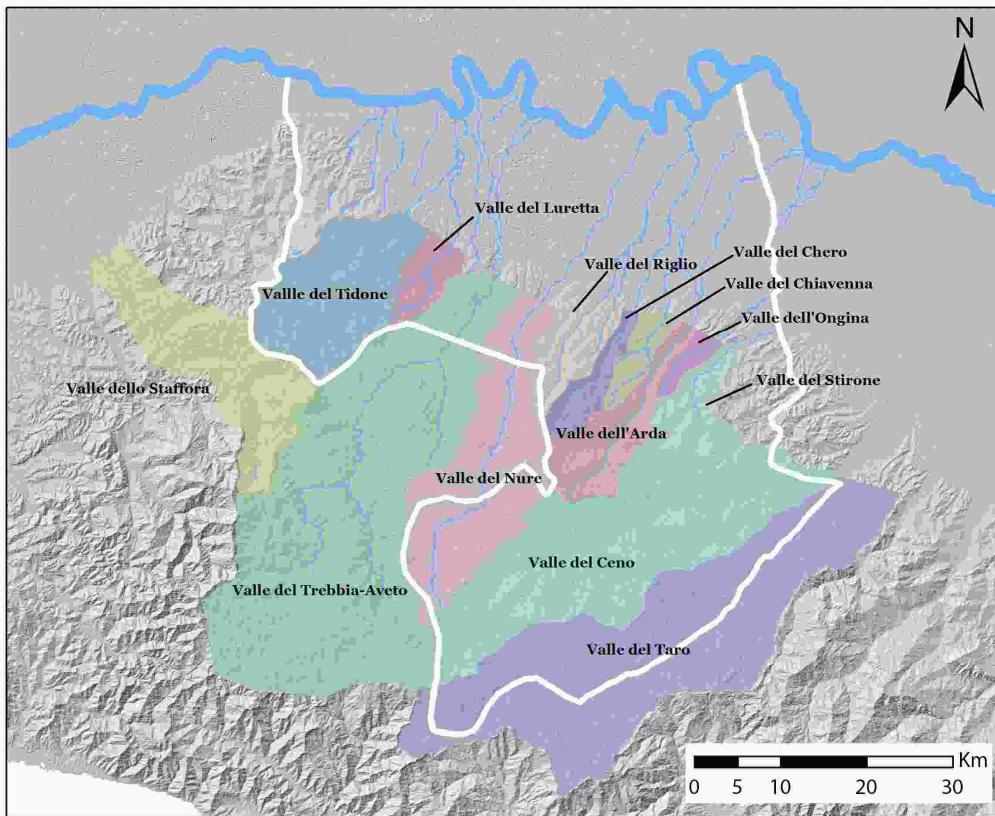 N
Valle del Luretta
Valle del Chero
Valle del Riglio
Valle del Chiavenna
Vallle del Tidone
Valle dell'Ongina
Valle dello Staffora
Valle del Stirone
Valle dell'Arda
Valle del Nure
Valle del Ceno
Valle del Trebbia-Aveto
Valle del Taro
Km
0 5 10 20 30